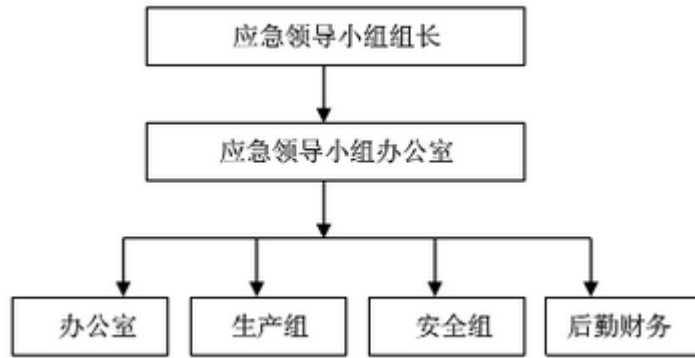 应急领导小组组长
应急领导小组办公室
办公室
生产组
安全组
后勤财务